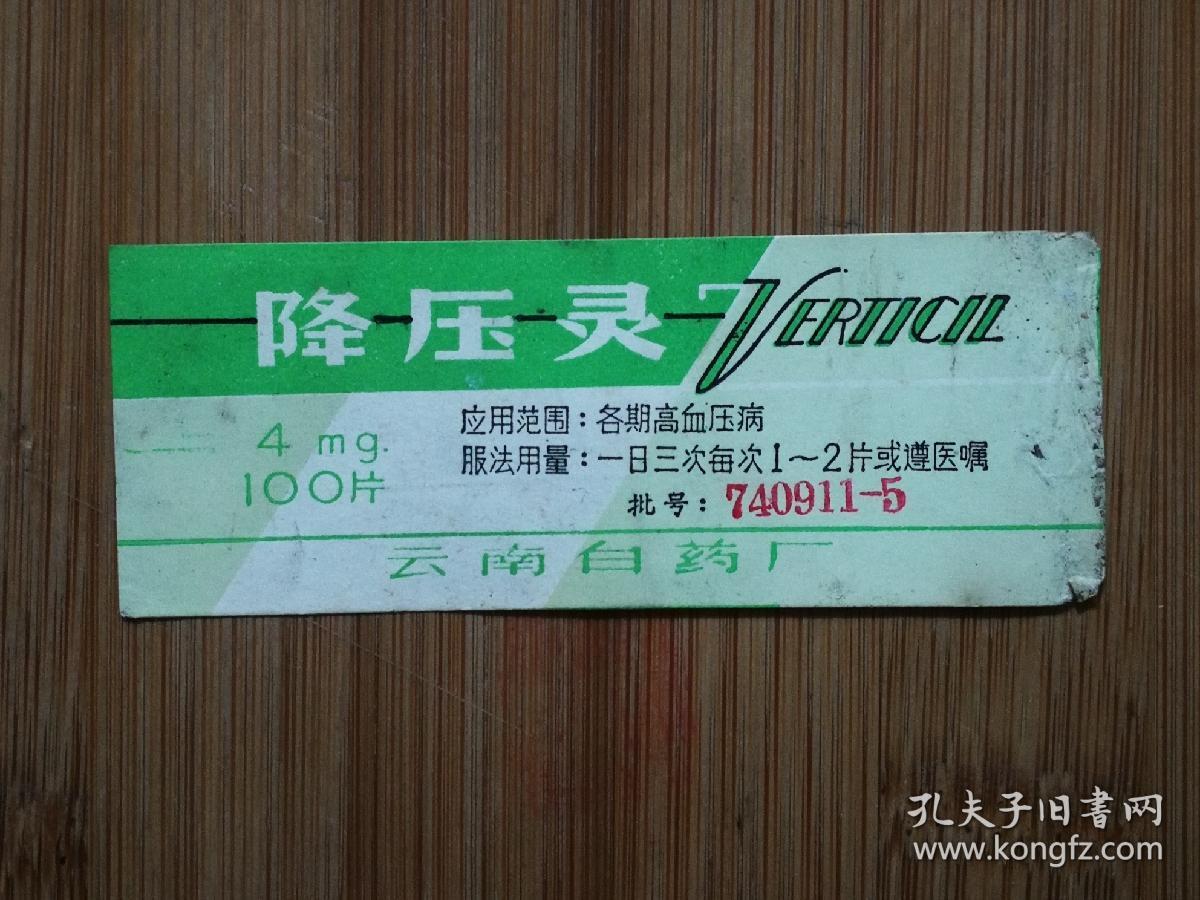 降压灵 VERTICIL
4 mg.
100片
应用范围：各期高血压病
服法用量：一日三次每次1～2片或遵医嘱
批号：740911-5
云南白药厂
孔夫子旧書网
www.kongfz.com